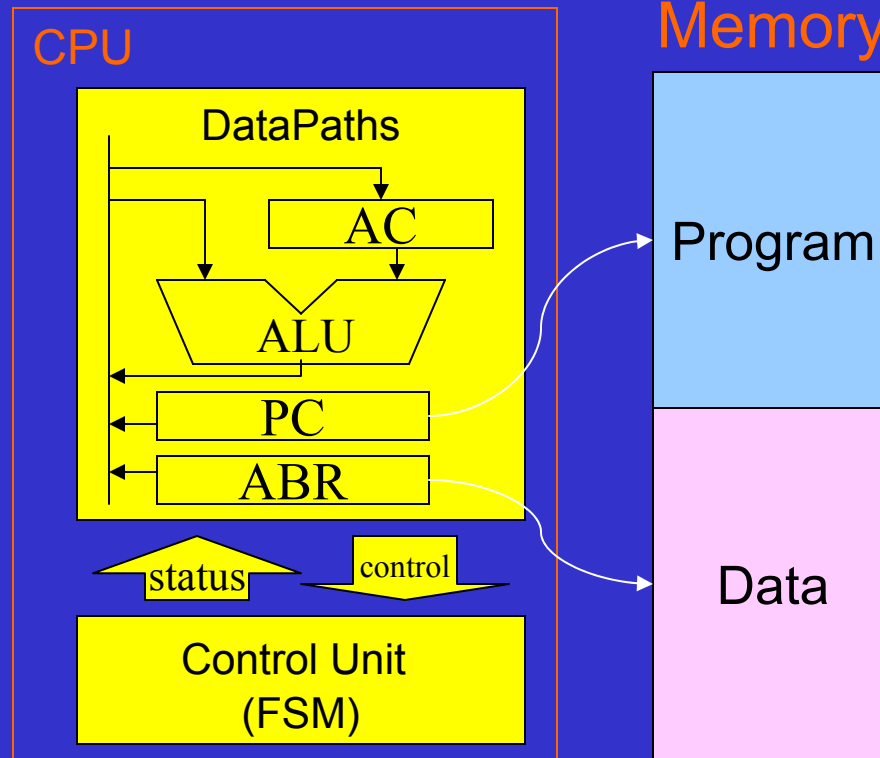 CPU
Memory
DataPaths
AC
ALU
PC
ABR
status
control
Control Unit
(FSM)
Program
Data